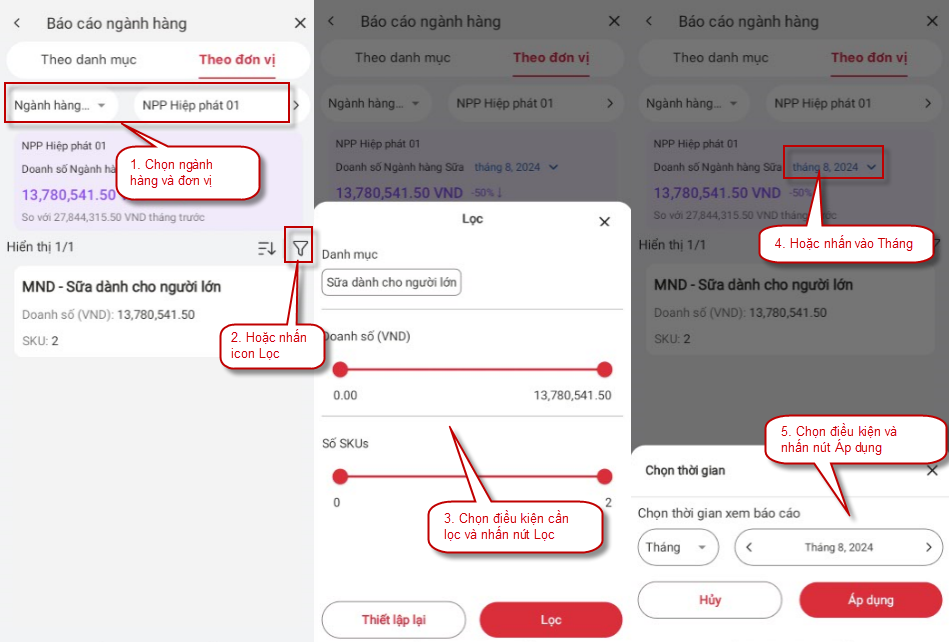 Báo cáo ngành hàng
Theo danh mục
Theo đơn vị
Ngành hàng...
NPP Hiệp phát 01
1. Chọn ngành
hàng và đơn vị
NPP Hiệp phát 01
Doanh số Ngành hà
13,780,541.50
So với 27,844,315.50 VND tháng trước
Hiển thị 1/1
MND - Sữa dành cho người lớn
Doanh số (VND): 13,780,541.50
SKU: 2
2. Hoặc nhấn
icon Lọc
Báo cáo ngành hàng
Theo danh mục
Theo đơn vị
Ngành hàng...
NPP Hiệp phát 01
NPP Hiệp phát 01
Doanh số Ngành hàng Sữa tháng 8, 2024
13,780,541.50 VND -50% ↓
Lọc
Danh mục
Sữa dành cho người lớn
Doanh số (VND)
0.00
13,780,541.50
Số SKUs
0
2
3. Chọn điều kiện cần
lọc và nhấn nút Lọc
Thiết lập lại
Lọc
Báo cáo ngành hàng
Theo danh mục
Theo đơn vị
Ngành hàng...
NPP Hiệp phát 01
NPP Hiệp phát 01
Doanh số Ngành hàng Sữa tháng 8, 2024
13,780,541.50 VND -50%
So với 27,844,315.50 VND tháng trước
4. Hoặc nhấn vào Tháng
Hiển thị 1/1
MND - Sữa dành cho người lớn
Doanh số (VND): 13,780,541.50
SKU: 2
5. Chọn điều kiện và
nhấn nút Áp dụng
Chọn thời gian
Chọn thời gian xem báo cáo
Tháng
Tháng 8, 2024
Hủy
Áp dụng